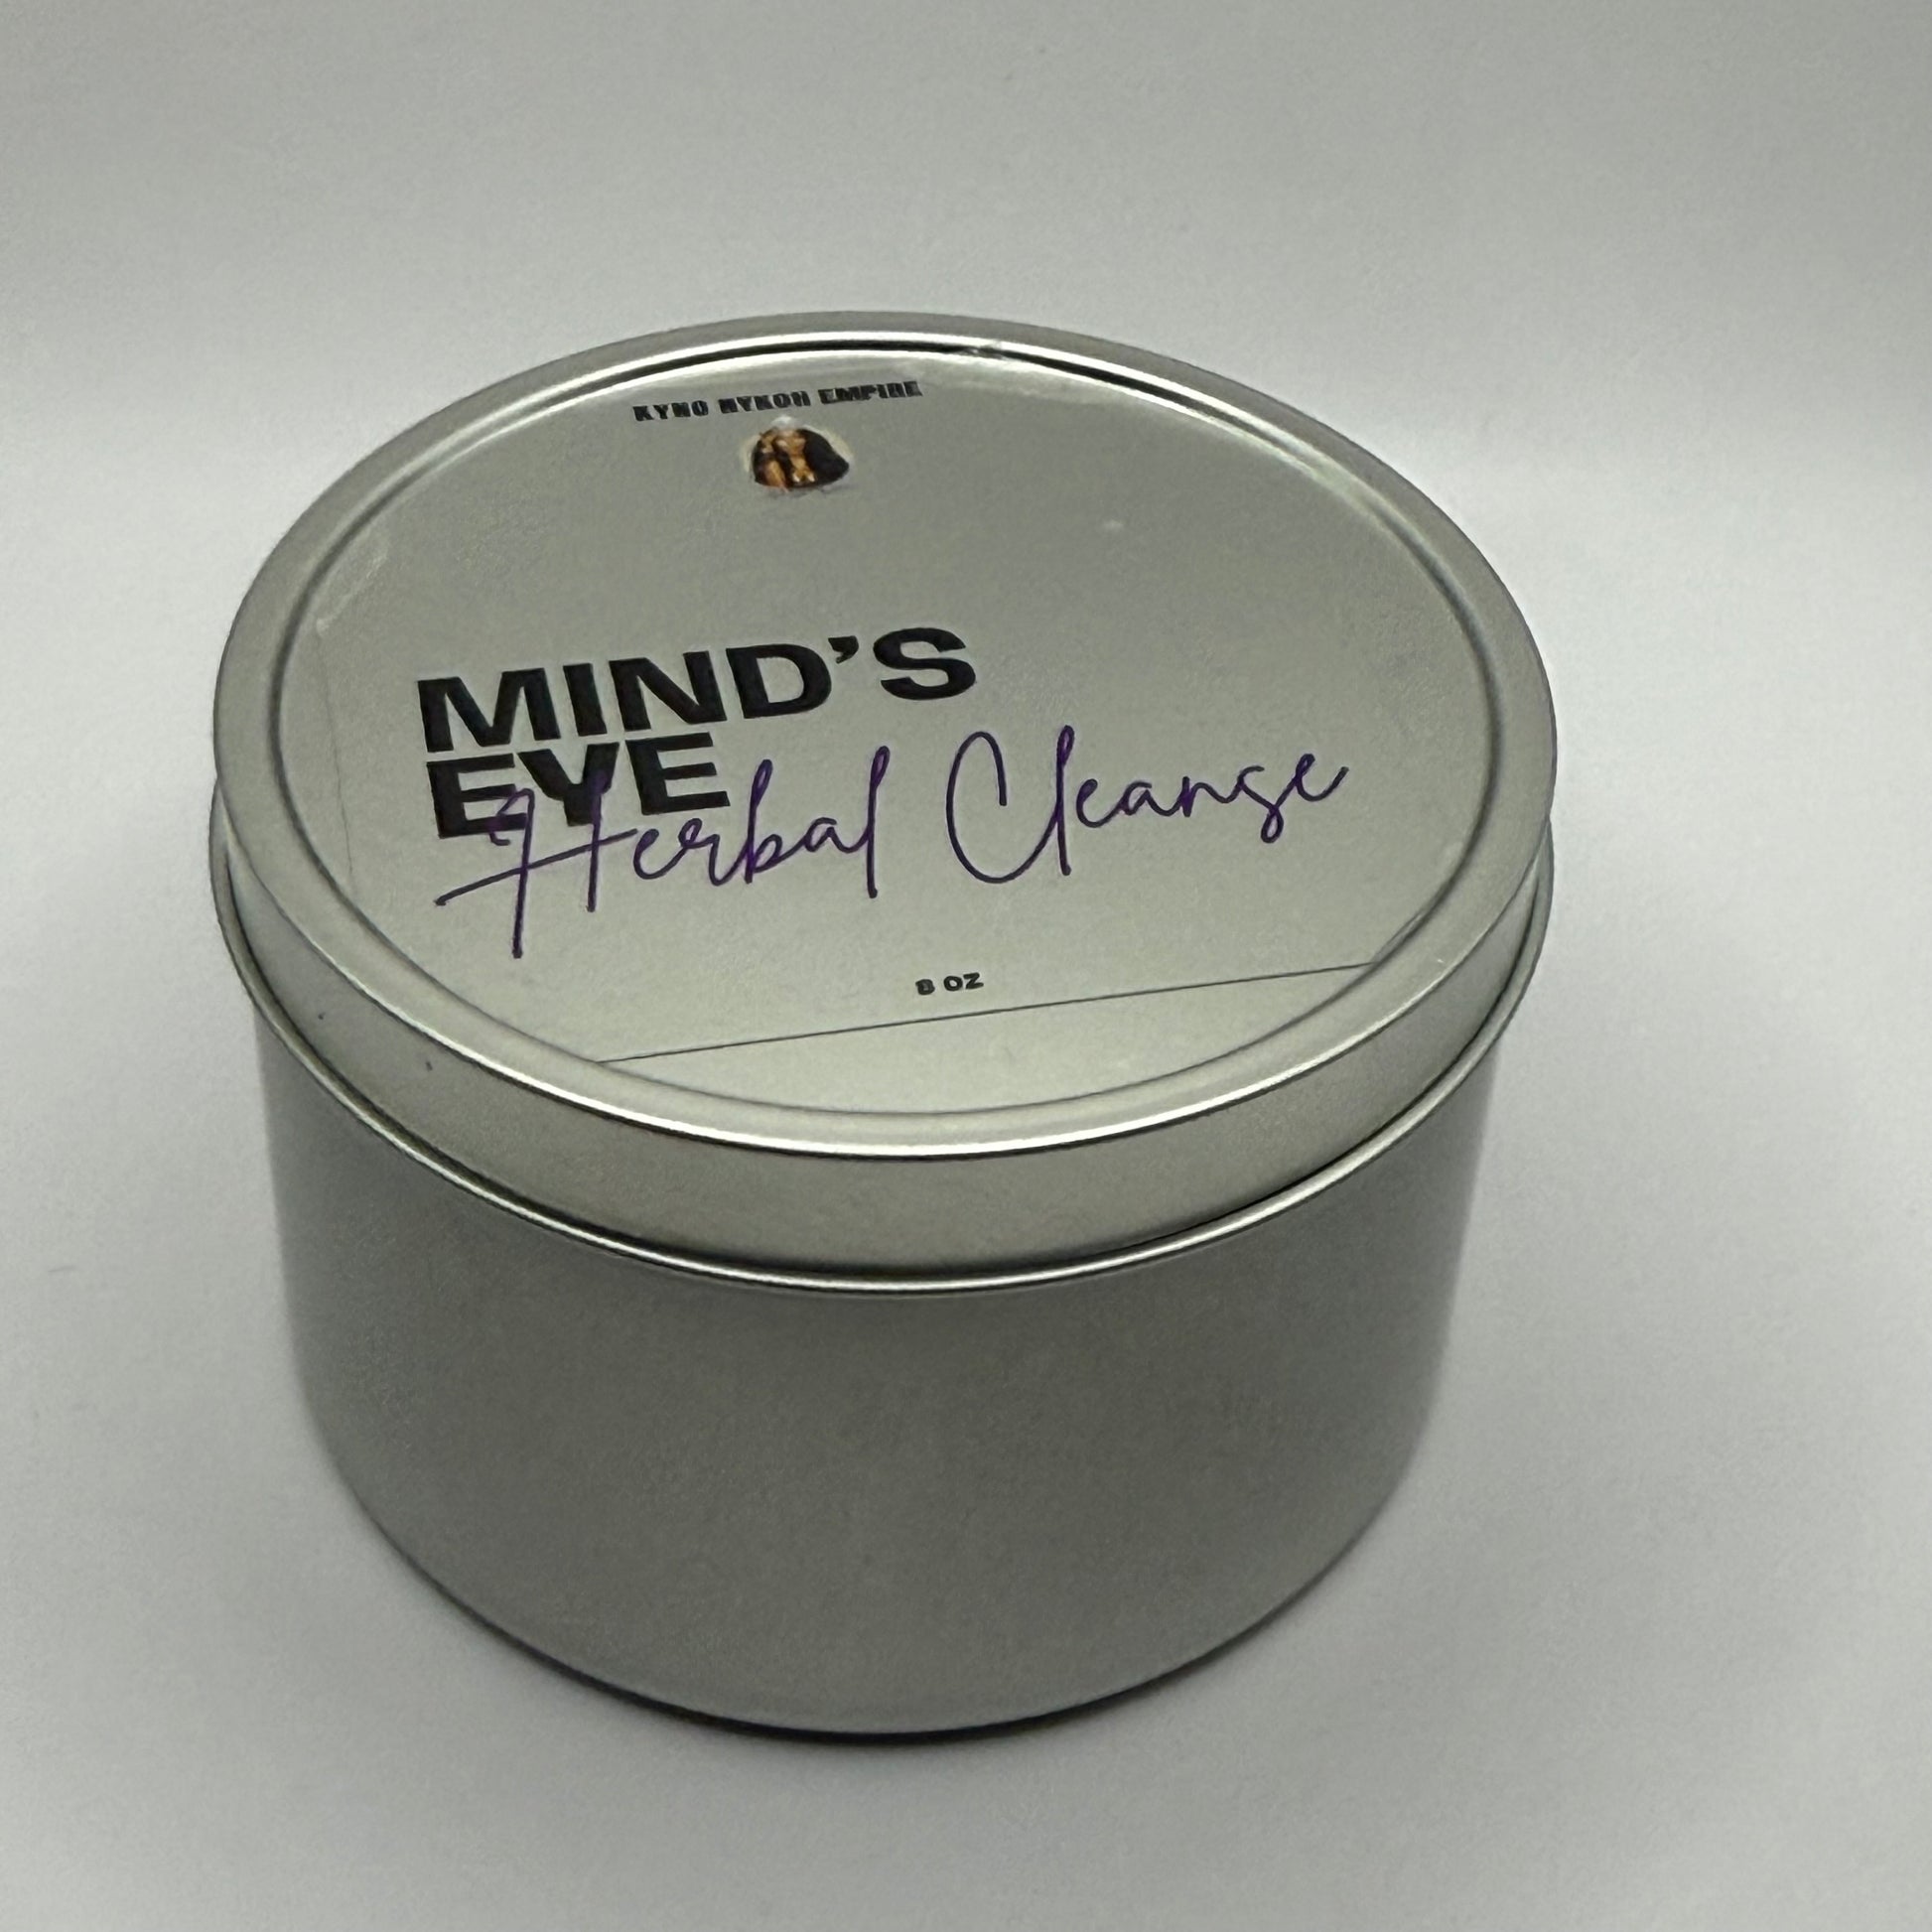 KYNO NYKOH EMPIRE
MIND'S
EYE
Herbal Cleanse
8 OZ